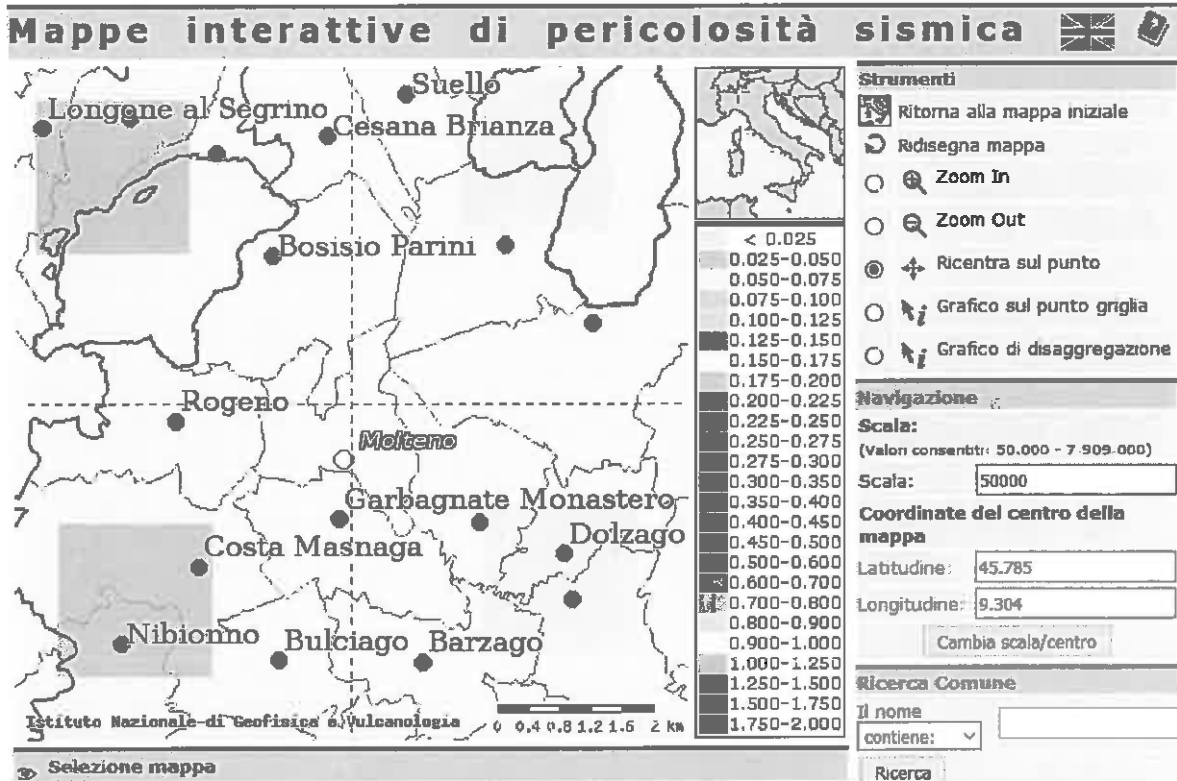 Mappe interattive di pericolosità sismica
Suello
Longone al Segrino
Cesana Brianza
Bosisio Parini
Rogeno
Molteno
Garbagnate Monastero
Dolzago
Costa Masnaga
Nibionno
Bulciago
Barzago
Istituto Nazionale di Geofisica e Vulcanologia
0 0.4 0.8 1.2 1.6 2 km
< 0.025
0.025-0.050
0.050-0.075
0.075-0.100
0.100-0.125
0.125-0.150
0.150-0.175
0.175-0.200
0.200-0.225
0.225-0.250
0.250-0.275
0.275-0.300
0.300-0.350
0.350-0.400
0.400-0.450
0.450-0.500
0.500-0.600
0.600-0.700
0.700-0.800
0.800-0.900
0.900-1.000
1.000-1.250
1.250-1.500
1.500-1.750
1.750-2.000
Strumenti
Ritorna alla mappa iniziale
Ridisegna mappa
Zoom In
Zoom Out
Ricentra sul punto
Grafico sul punto griglia
Grafico di disaggregazione
Navigazione
Scala:
(Valori consentiti: 50.000 - 7.909.000)
Scala: 50000
Coordinate del centro della
mappa
Latitudine: 45.785
Longitudine: 9.304
Cambia scala/centro
Ricerca Comune
Il nome
contiene:
Ricerca
Selezione mappa